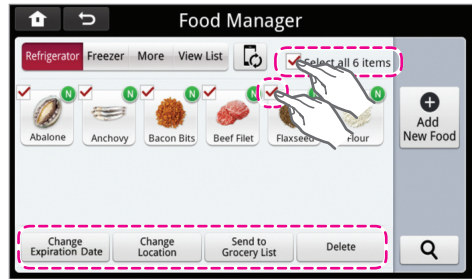 Food Manager
Refrigerator Freezer More View List
Select all 6 items
N N N N N
Abalone Anchovy Bacon Bits Beef Filet Flaxseed Flour
Add
New Food
Change
Expiration Date
Change
Location
Send to
Grocery List
Delete